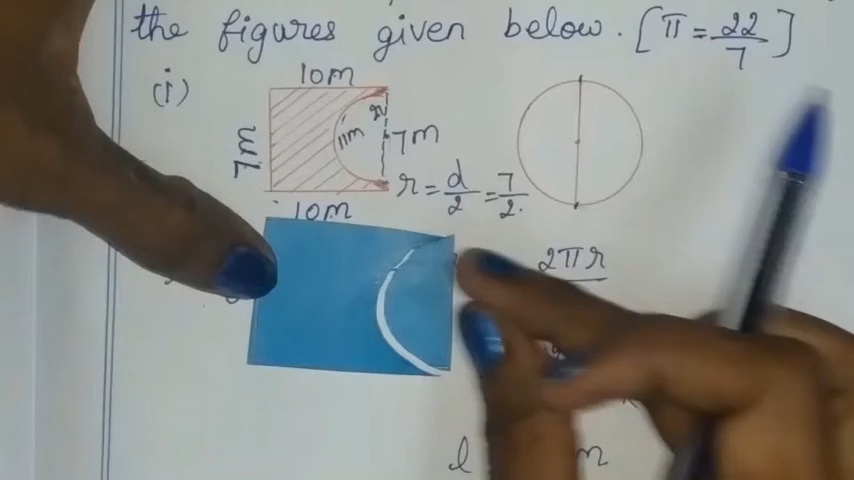 the figures given below. [π = 22/7]
(i)
10m
7m
11m
r
7m
r = d/2 = 7/2.
10m
2πr
l
m